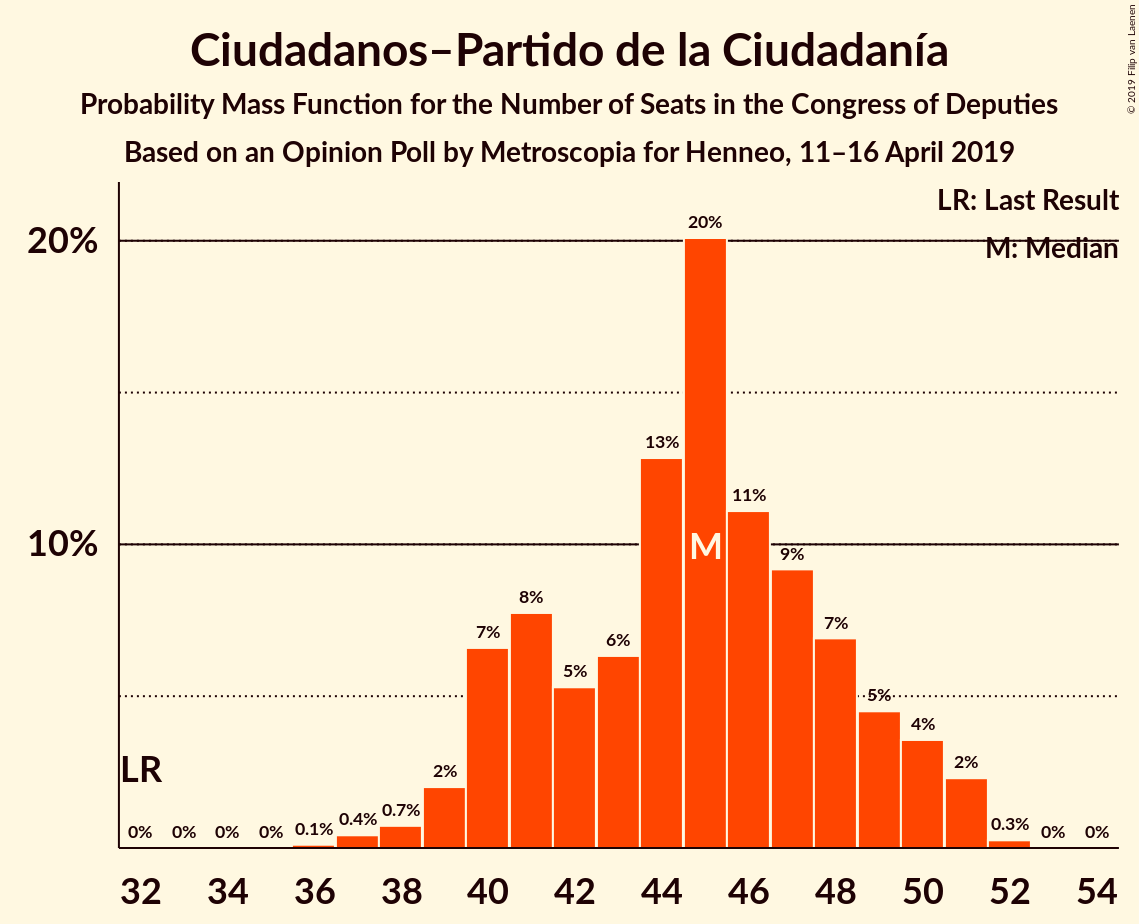 Ciudadanos–Partido de la Ciudadanía
Probability Mass Function for the Number of Seats in the Congress of Deputies
Based on an Opinion Poll by Metroscopia for Henneo, 11–16 April 2019
© 2019 Filip van Laenen
LR: Last Result
M: Median
20%
10%
20%
13%
11%
M
9%
8%
7%
6%
7%
5%
5%
4%
LR
2%
2%
0% 0% 0% 0% 0.1% 0.4% 0.7% 0.3% 0% 0%
32 34 36 38 40 42 44 46 48 50 52 54